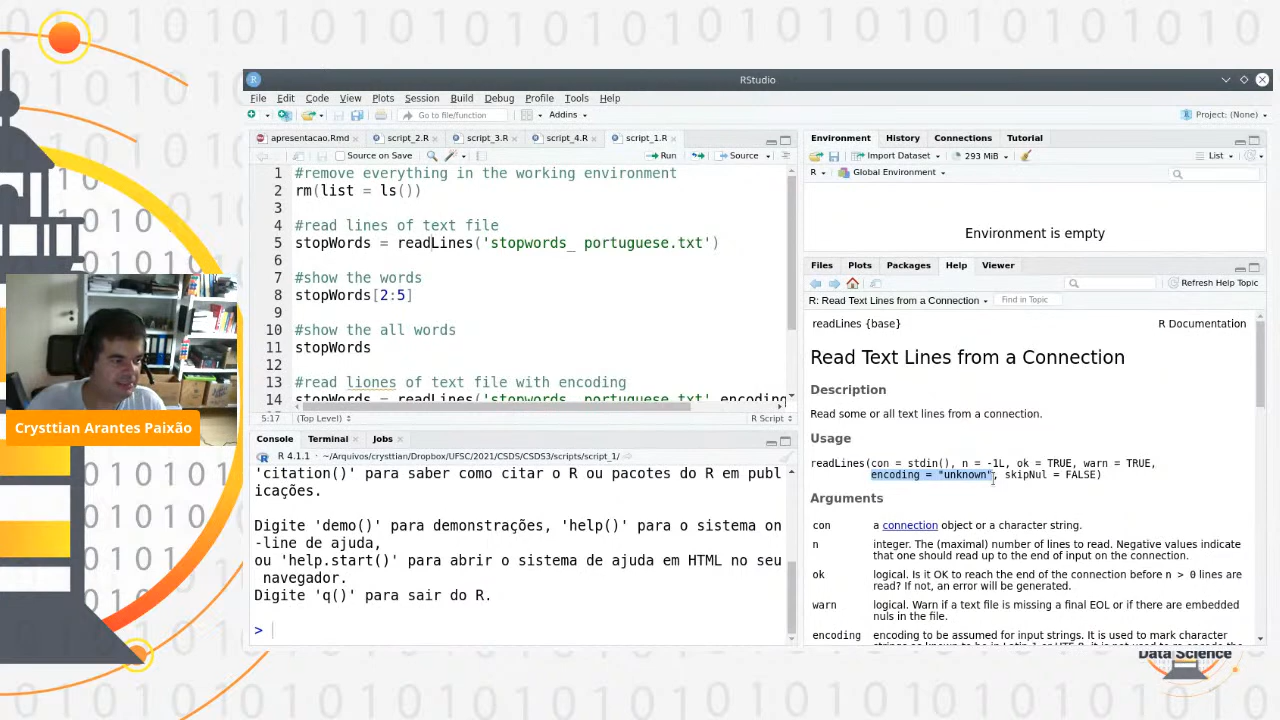 RStudio
File Edit Code View Plots Session Build Debug Profile Tools Help
Go to file/function Addins Project: (None)
apresentacao.Rmd script_2.R script_3.R script_4.R script_1.R
Source on Save Run Source
1 #remove everything in the working environment
2 rm(list = ls())
3
4 #read lines of text file
5 stopWords = readLines('stopwords_ portuguese.txt')
6
7 #show the words
8 stopWords[2:5]
9
10 #show the all words
11 stopWords
12
13 #read liones of text file with encoding
14 stopWords = readLines('stopwords_ portuguese.txt',encoding
5:17 (Top Level) R Script
Console Terminal Jobs
R 4.1.1 · ~/Arquivos/crysttian/Dropbox/UFSC/2021/CSDS/CSDS3/scripts/script_1/
'citation()' para saber como citar o R ou pacotes do R em publ
icações.
Digite 'demo()' para demonstrações, 'help()' para o sistema on
-line de ajuda,
ou 'help.start()' para abrir o sistema de ajuda em HTML no seu
navegador.
Digite 'q()' para sair do R.
>
Environment History Connections Tutorial
Import Dataset 293 MiB List
R Global Environment
Environment is empty
Files Plots Packages Help Viewer
Refresh Help Topic
R: Read Text Lines from a Connection Find in Topic
readLines {base} R Documentation
Read Text Lines from a Connection
Description
Read some or all text lines from a connection.
Usage
readLines(con = stdin(), n = -1L, ok = TRUE, warn = TRUE,
encoding = "unknown", skipNul = FALSE)
Arguments
con a connection object or a character string.
n integer. The (maximal) number of lines to read. Negative values indicate
that one should read up to the end of input on the connection.
ok logical. Is it OK to reach the end of the connection before n > 0 lines are
read? If not, an error will be generated.
warn logical. Warn if a text file is missing a final EOL or if there are embedded
nuls in the file.
encoding encoding to be assumed for input strings. It is used to mark character
Crysttian Arantes Paixão
Data Science